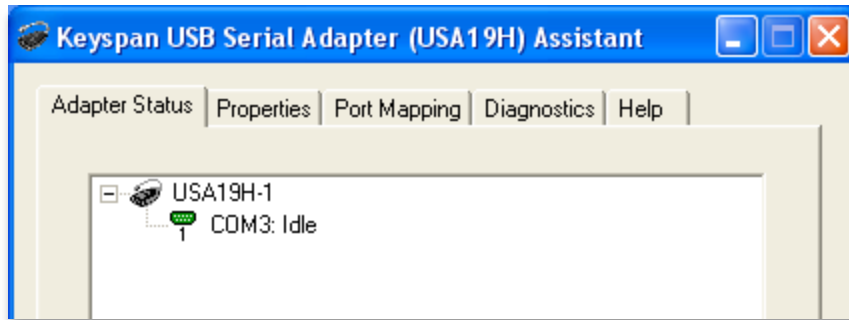 Keyspan USB Serial Adapter (USA19H) Assistant
Adapter Status Properties Port Mapping Diagnostics Help
USA19H-1
1 COM3: Idle